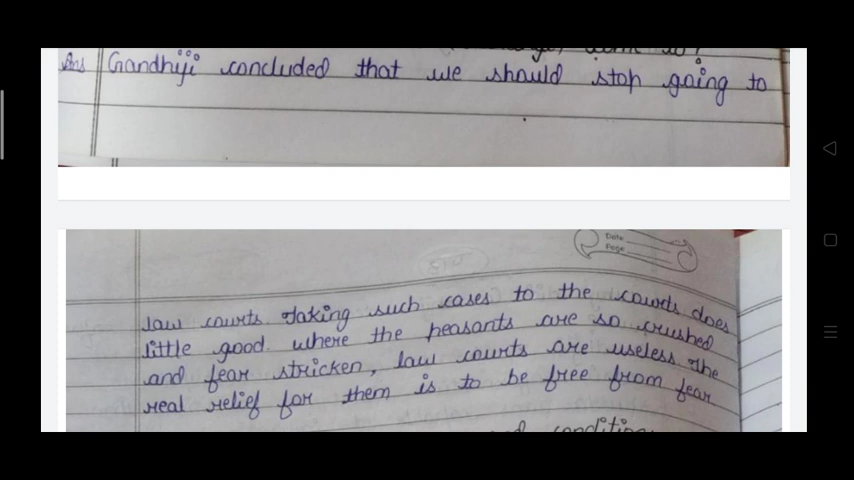 Ans Gandhiji concluded that we should stop going to
Date
Page
law courts. Taking such cases to the courts does
little good. where the peasants are so crushed
and fear stricken, law courts are useless. The
real relief for them is to be free from fear